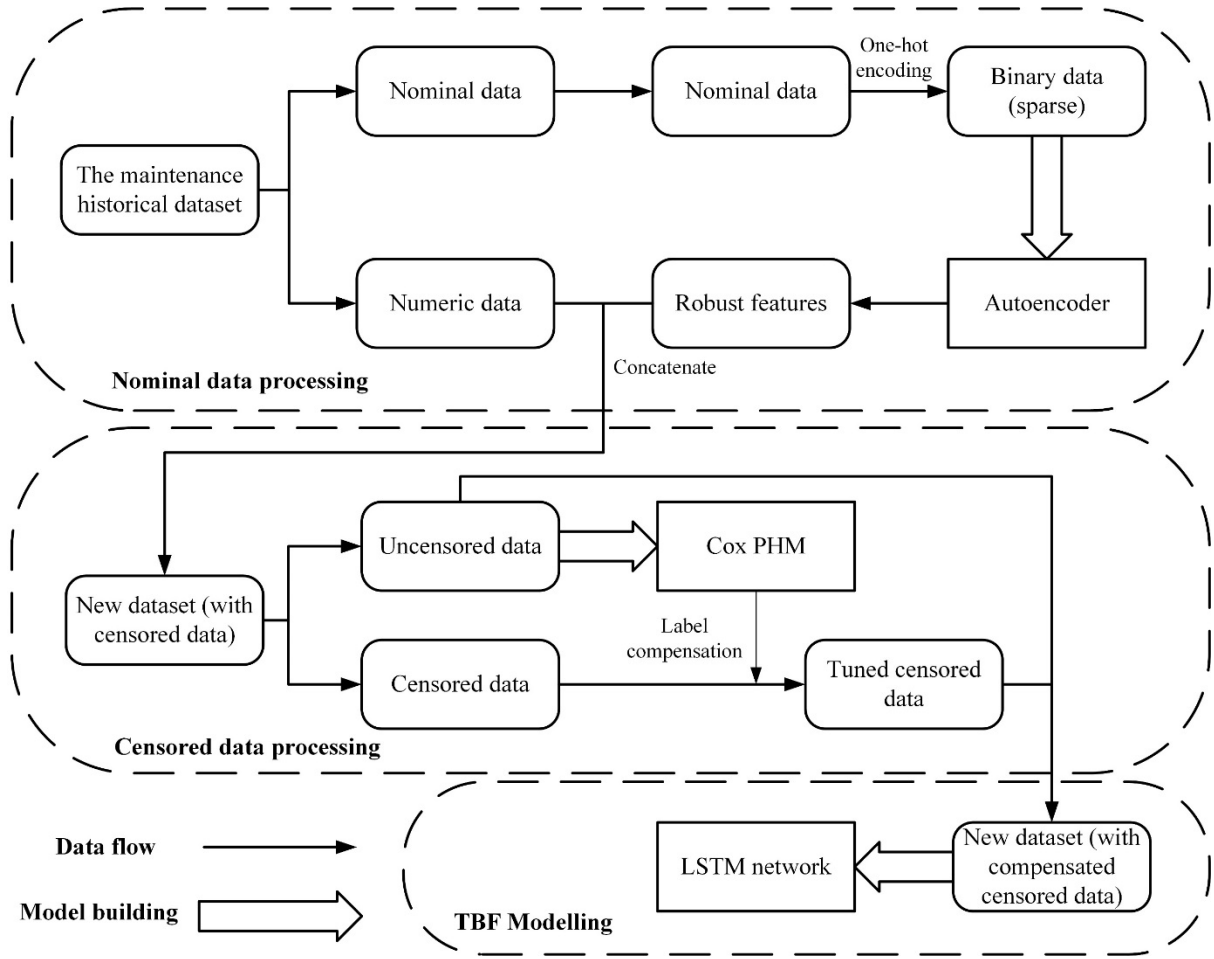 One-hot
encoding
Nominal data
Nominal data
Binary data
(sparse)
The maintenance
historical dataset
Numeric data
Robust features
Autoencoder
Concatenate
Nominal data processing
Uncensored data
Cox PHM
New dataset (with
censored data)
Label
compensation
Censored data
Tuned censored
data
Censored data processing
Data flow
LSTM network
New dataset (with
compensated
censored data)
Model building
TBF Modelling